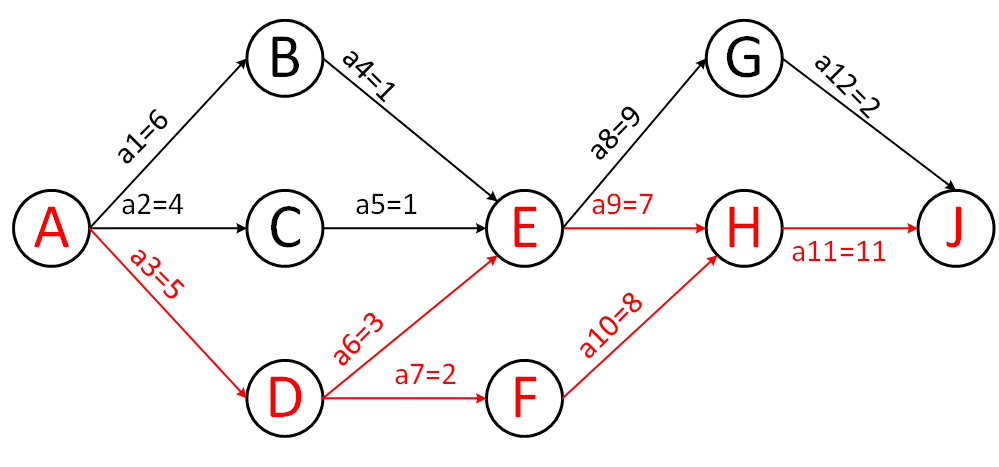 B
G
a4=1
a12=2
a1=6
a8=9
A
a2=4
C
a5=1
E
a9=7
H
J
a11=11
a3=5
a6=3
a10=8
D
a7=2
F